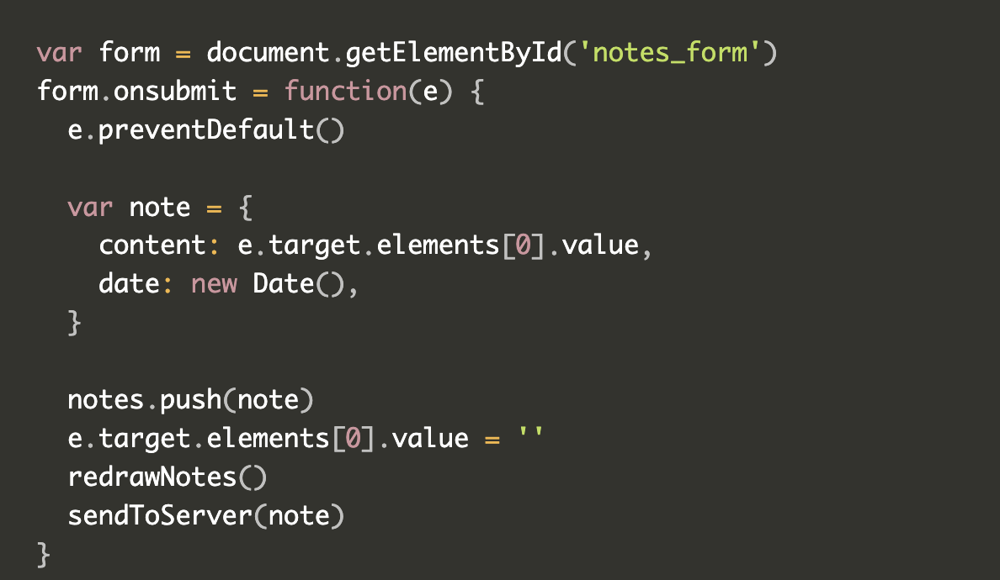 var form = document.getElementById('notes_form')
form.onsubmit = function(e) {
  e.preventDefault()

  var note = {
    content: e.target.elements[0].value,
    date: new Date(),
  }

  notes.push(note)
  e.target.elements[0].value = ''
  redrawNotes()
  sendToServer(note)
}